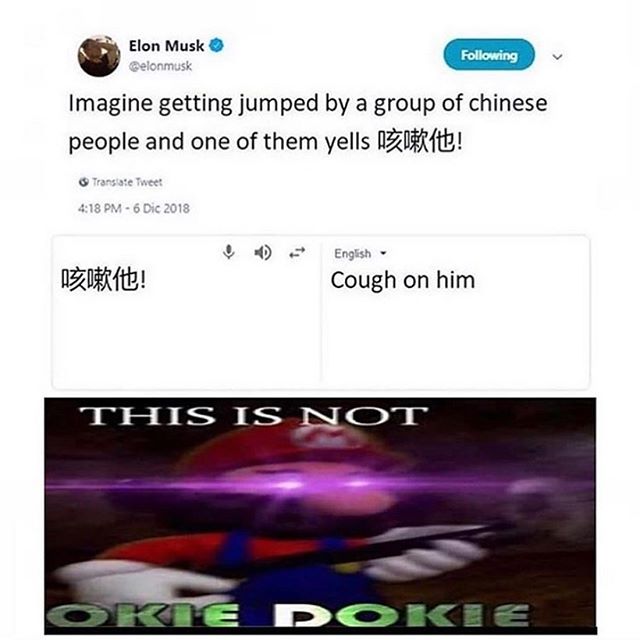 Elon Musk
@elonmusk
Following
Imagine getting jumped by a group of chinese
people and one of them yells 咳嗽他!
Translate Tweet
4:18 PM - 6 Dic 2018
English
咳嗽他!
Cough on him
THIS IS NOT
OKIE DOKIE